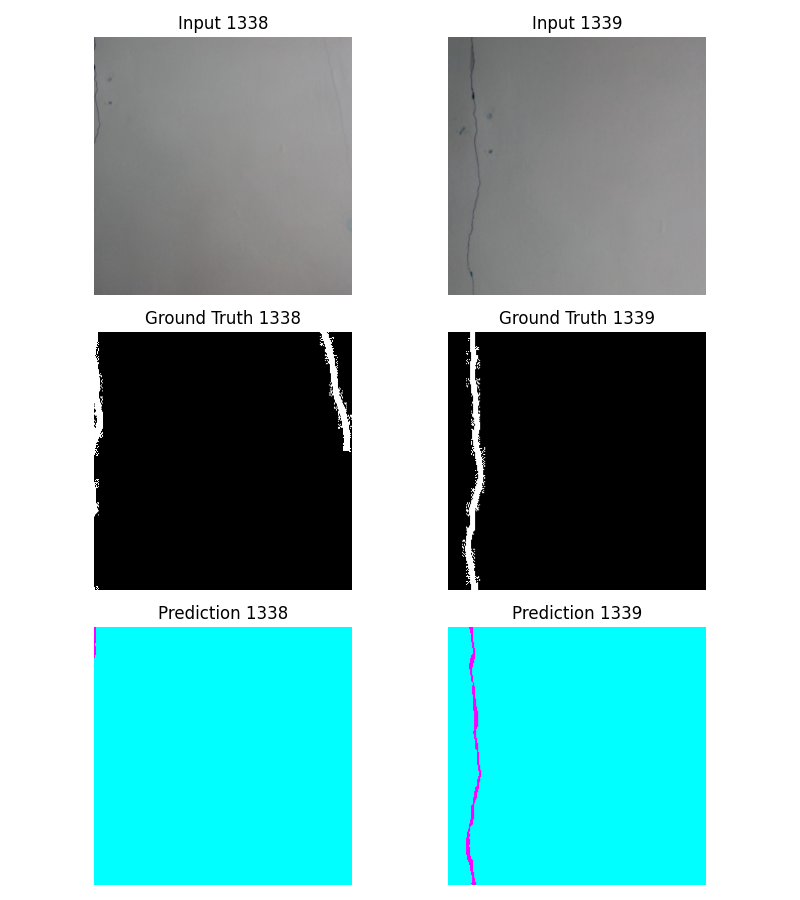 Input 1338
Input 1339
Ground Truth 1338
Ground Truth 1339
Prediction 1338
Prediction 1339